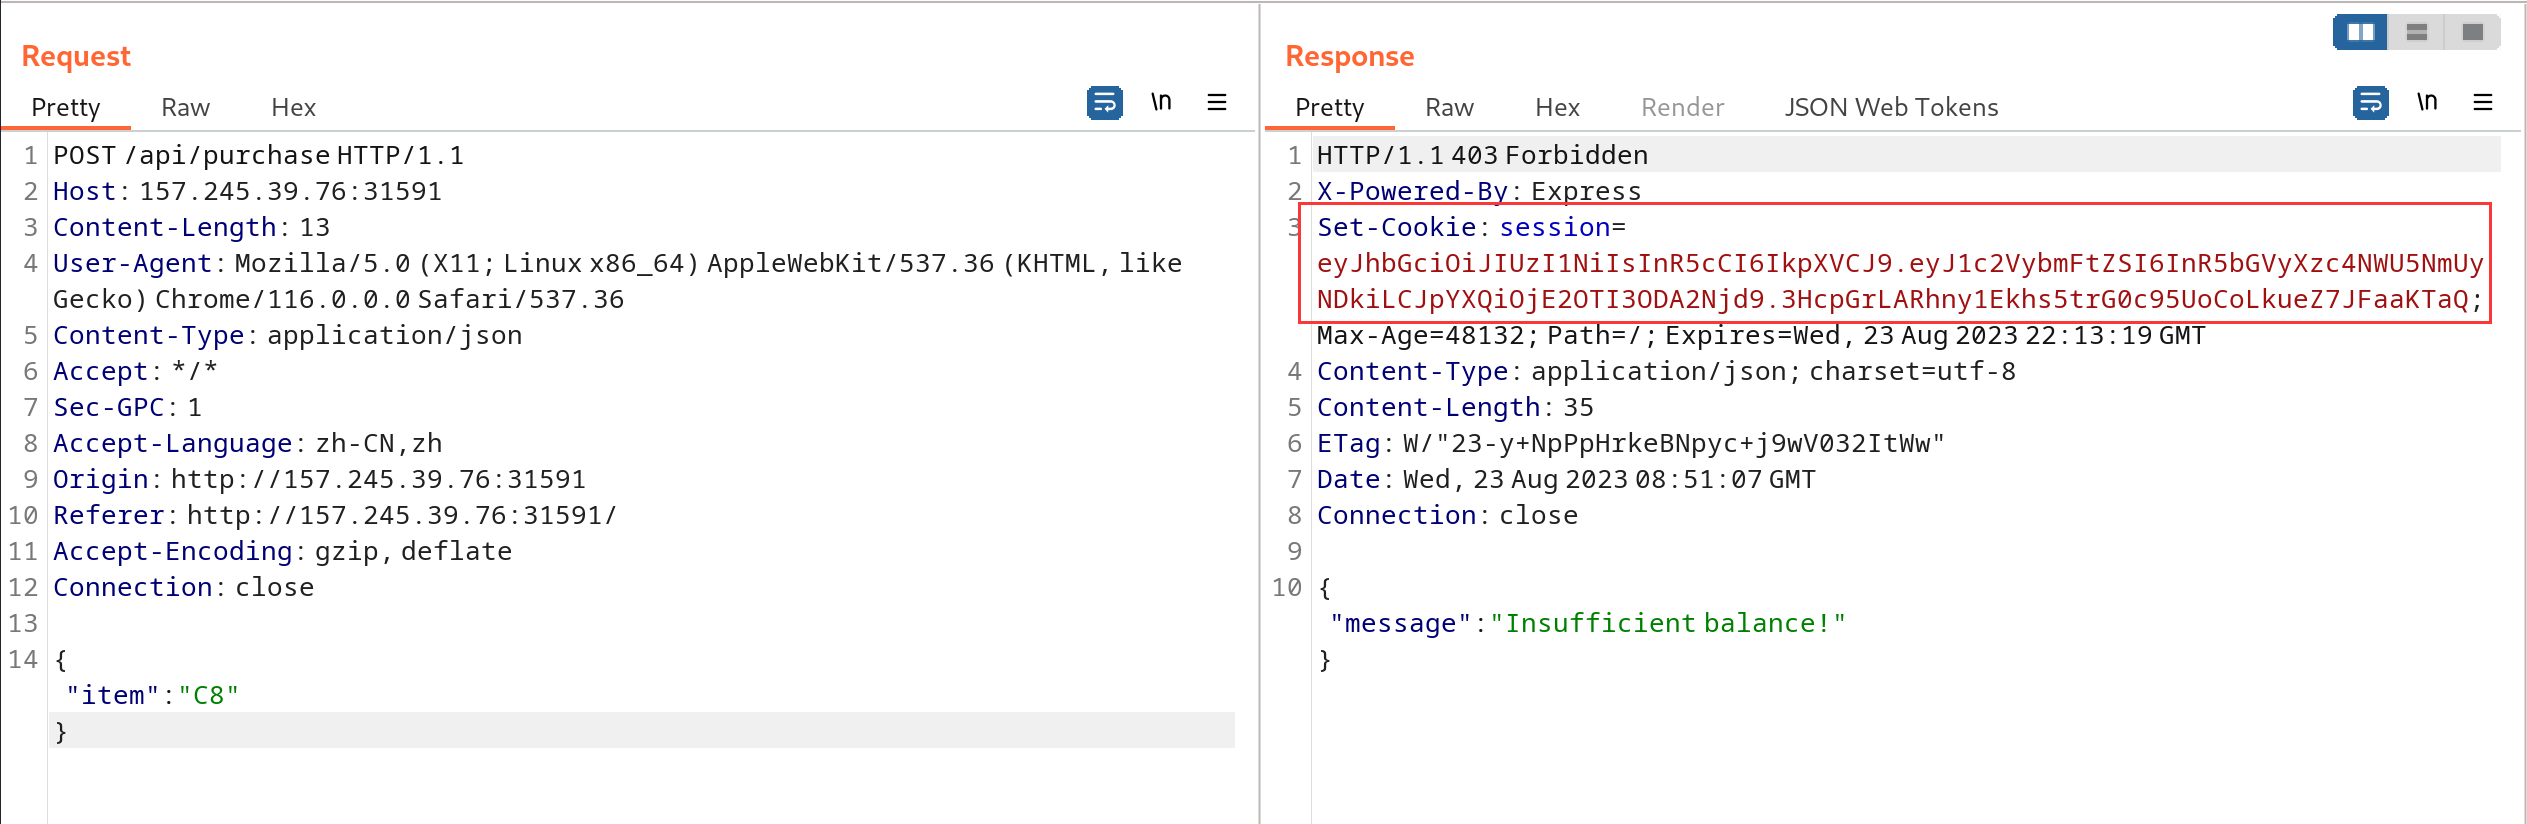 Request
Pretty Raw Hex \n
1 POST /api/purchase HTTP/1.1
2 Host: 157.245.39.76:31591
3 Content-Length: 13
4 User-Agent: Mozilla/5.0 (X11; Linux x86_64) AppleWebKit/537.36 (KHTML, like
Gecko) Chrome/116.0.0.0 Safari/537.36
5 Content-Type: application/json
6 Accept: */*
7 Sec-GPC: 1
8 Accept-Language: zh-CN,zh
9 Origin: http://157.245.39.76:31591
10 Referer: http://157.245.39.76:31591/
11 Accept-Encoding: gzip, deflate
12 Connection: close
13
14 {
"item":"C8"
}
Response
Pretty Raw Hex Render JSON Web Tokens \n
1 HTTP/1.1 403 Forbidden
2 X-Powered-By: Express
3 Set-Cookie: session=
eyJhbGciOiJIUzI1NiIsInR5cCI6IkpXVCJ9.eyJ1c2VybmFtZSI6InR5bGVyXzc4NWU5NmUy
NDkiLCJpYXQiOjE2OTI3ODA2Njd9.3HcpGrLARhny1Ekhs5trG0c95UoCoLkueZ7JFaaKTaQ;
Max-Age=48132; Path=/; Expires=Wed, 23 Aug 2023 22:13:19 GMT
4 Content-Type: application/json; charset=utf-8
5 Content-Length: 35
6 ETag: W/"23-y+NpPpHrkeBNpyc+j9wV032ItWw"
7 Date: Wed, 23 Aug 2023 08:51:07 GMT
8 Connection: close
9
10 {
"message":"Insufficient balance!"
}